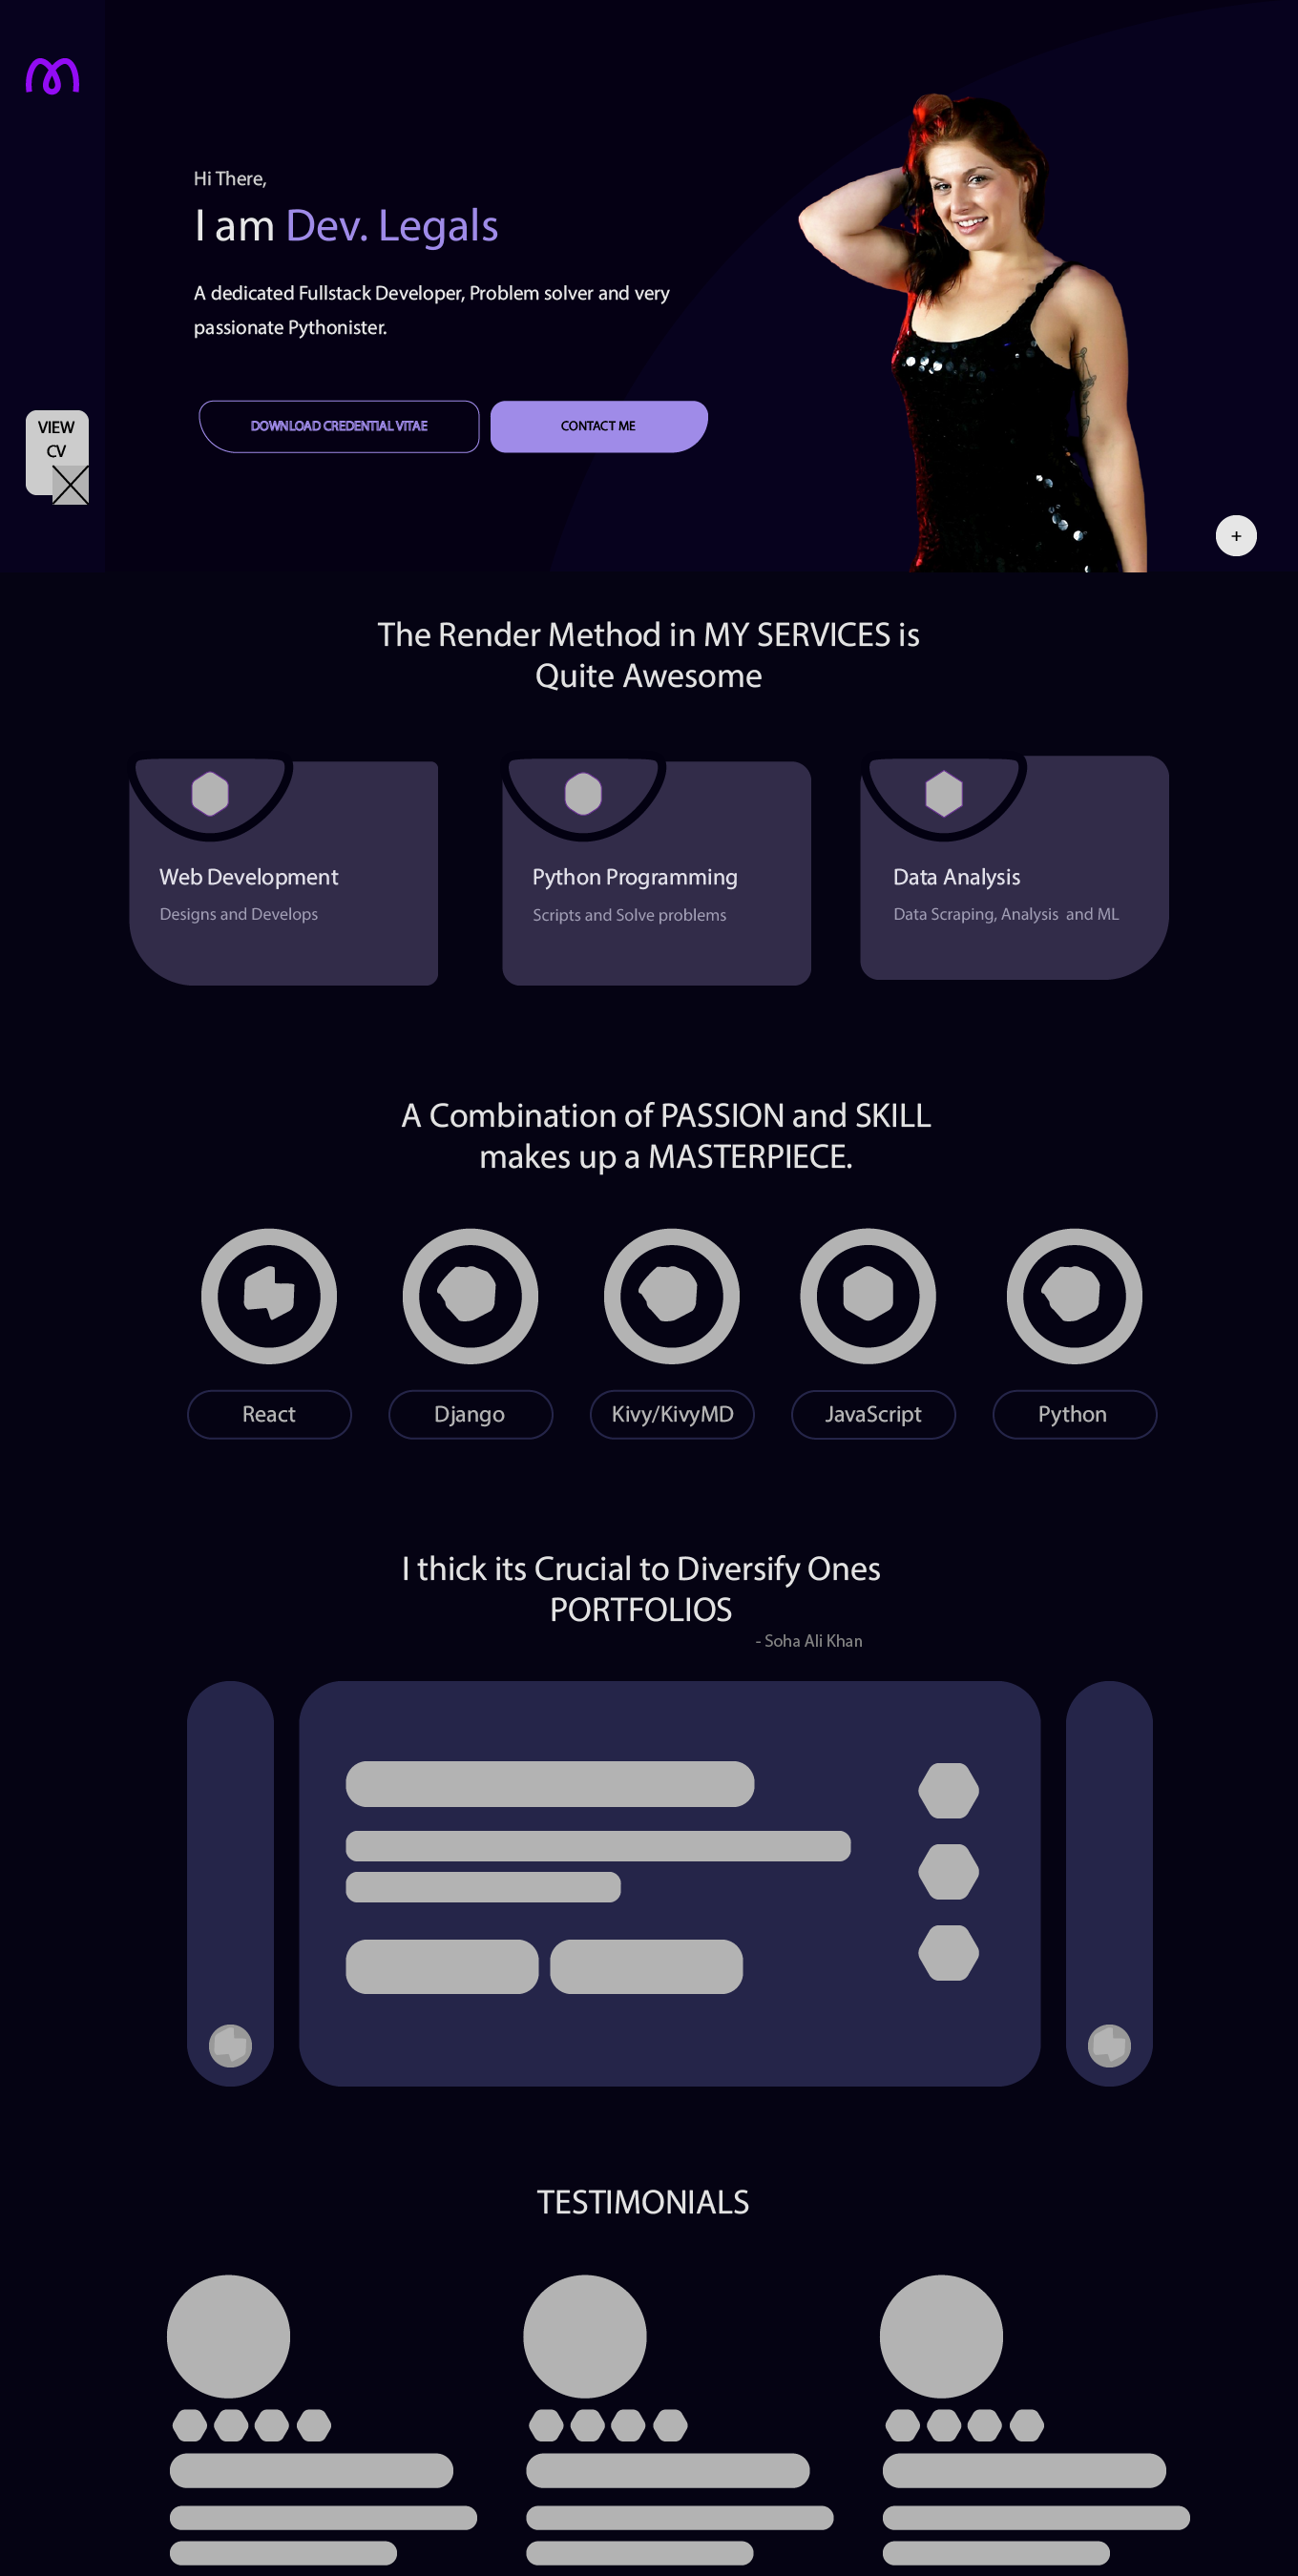 Hi There,
I am Dev. Legals
A dedicated Fullstack Developer, Problem solver and very
passionate Pythonister.
DOWNLOAD CREDENTIAL VITAE
CONTACT ME
VIEW
CV
+
The Render Method in MY SERVICES is
Quite Awesome
Web Development
Designs and Develops
Python Programming
Scripts and Solve problems
Data Analysis
Data Scraping, Analysis  and ML
A Combination of PASSION and SKILL
makes up a MASTERPIECE.
React
Django
Kivy/KivyMD
JavaScript
Python
I thick its Crucial to Diversify Ones
PORTFOLIOS
- Soha Ali Khan
TESTIMONIALS